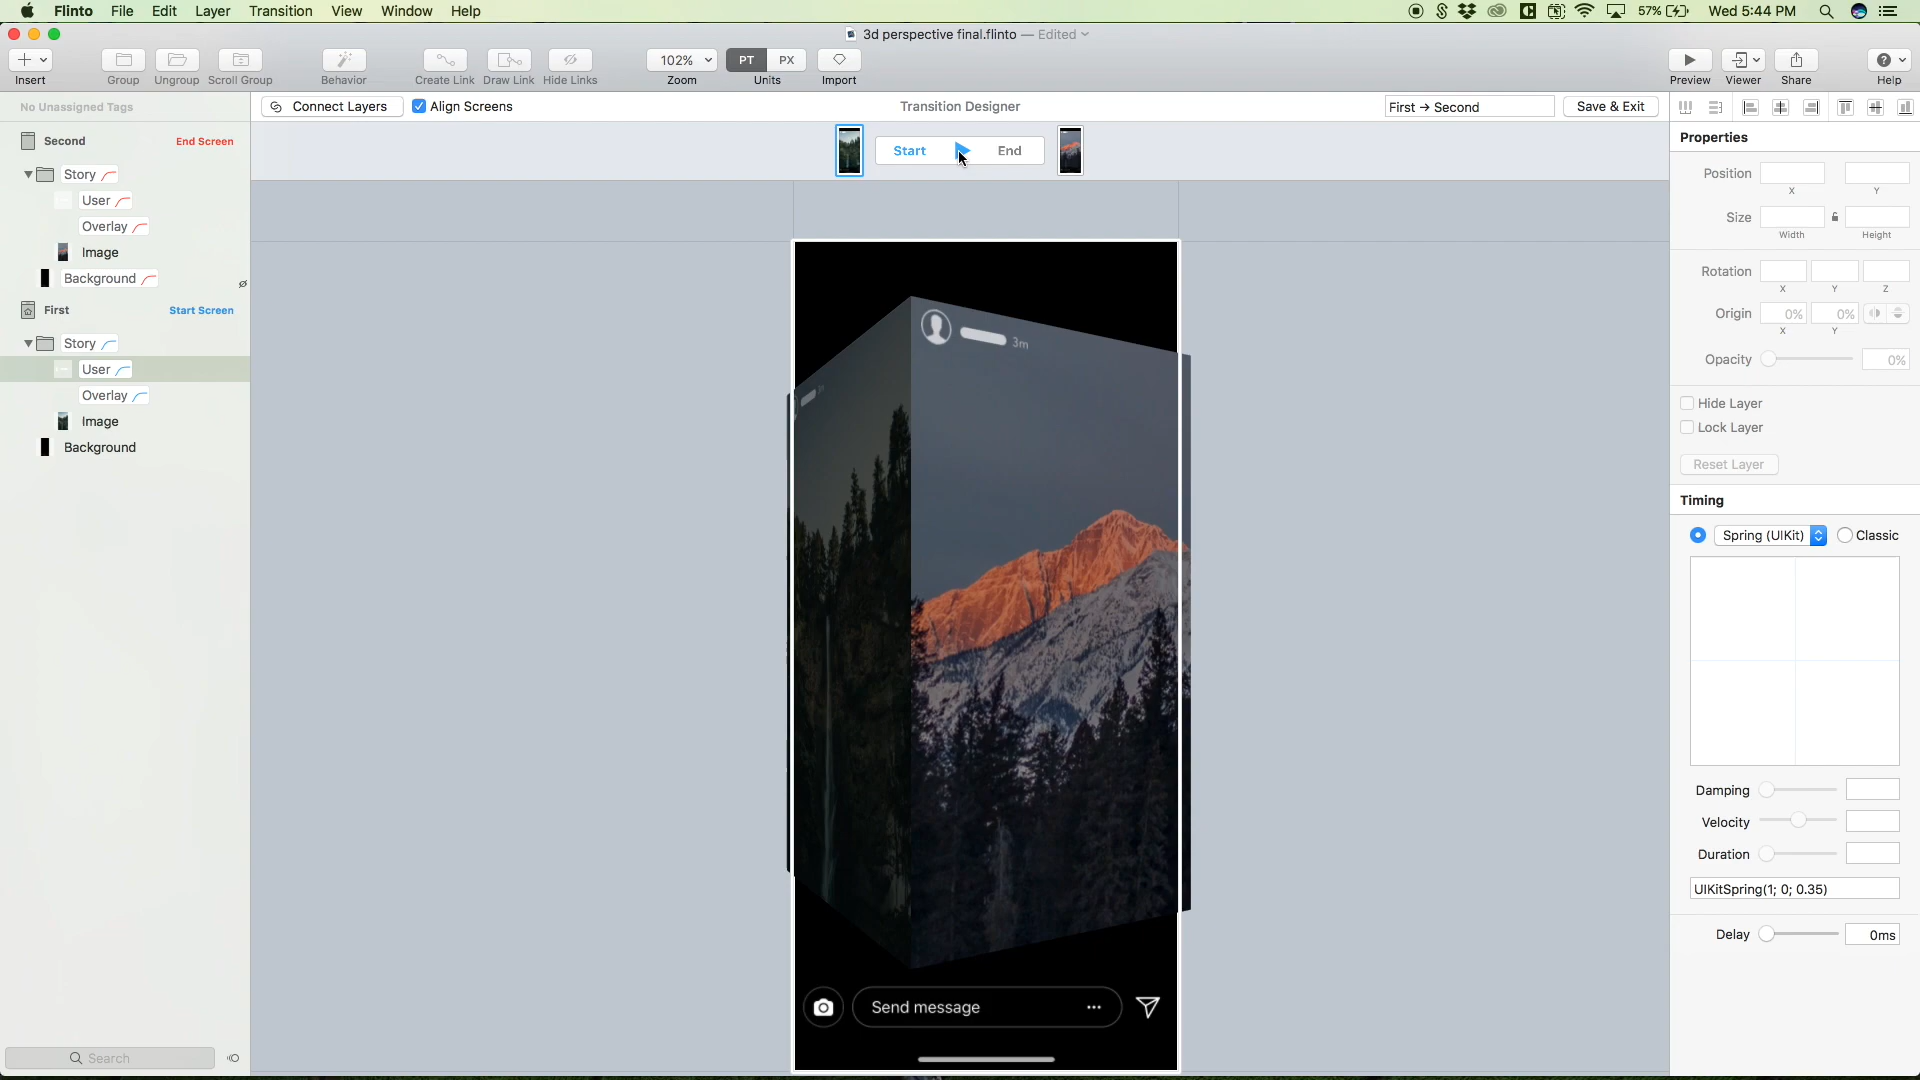 Flinto File Edit Layer Transition View Window Help
57% Wed 5:44 PM
3d perspective final.flinto — Edited
102% PT PX
Insert Group Ungroup Scroll Group Behavior Create Link Draw Link Hide Links Zoom Units Import Preview Viewer Share Help
No Unassigned Tags
Connect Layers Align Screens Transition Designer First → Second Save & Exit
Second End Screen
Story
User
Overlay
Image
Background
First Start Screen
Story
User
Overlay
Image
Background
Search
Start End
3m
Send message
Properties
Position
X Y
Size
Width Height
Rotation
X Y Z
Origin 0% 0%
X Y
Opacity 0%
Hide Layer
Lock Layer
Reset Layer
Timing
Spring (UIKit) Classic
Damping
Velocity
Duration
UIKitSpring(1; 0; 0.35)
Delay 0ms